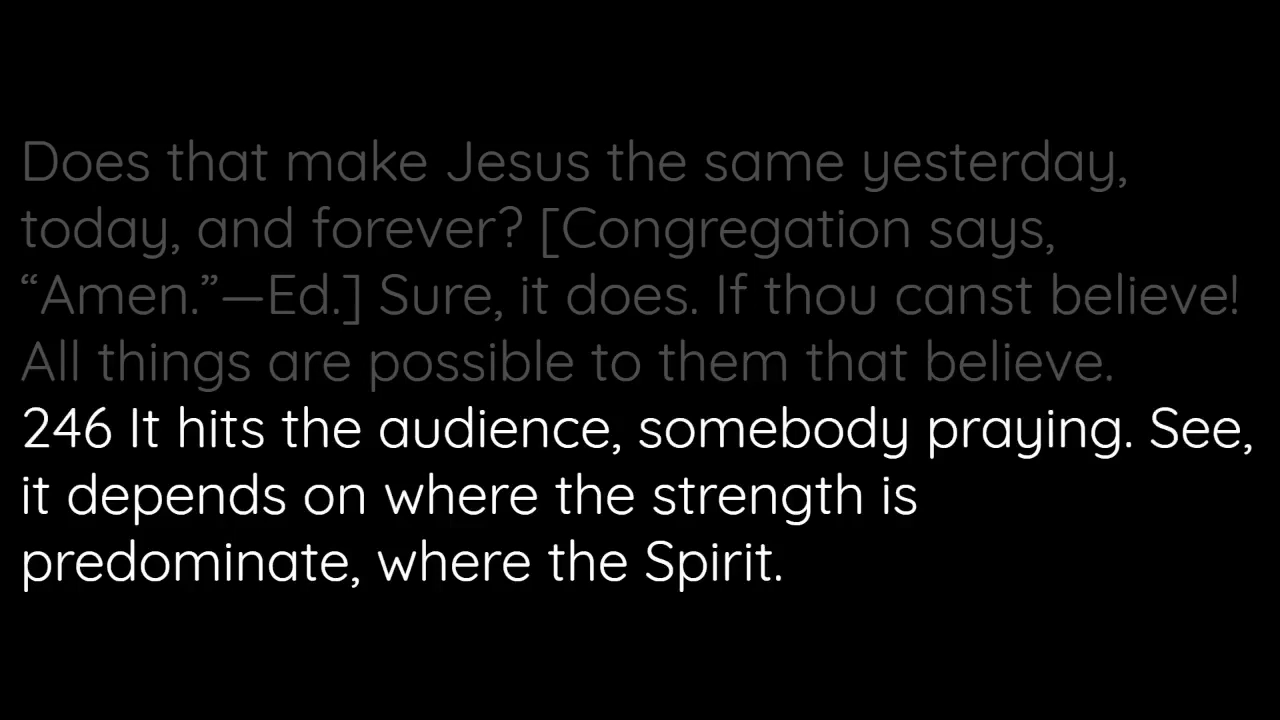 Does that make Jesus the same yesterday,
today, and forever? [Congregation says,
“Amen.”—Ed.] Sure, it does. If thou canst believe!
All things are possible to them that believe.
246 It hits the audience, somebody praying. See,
it depends on where the strength is
predominate, where the Spirit.